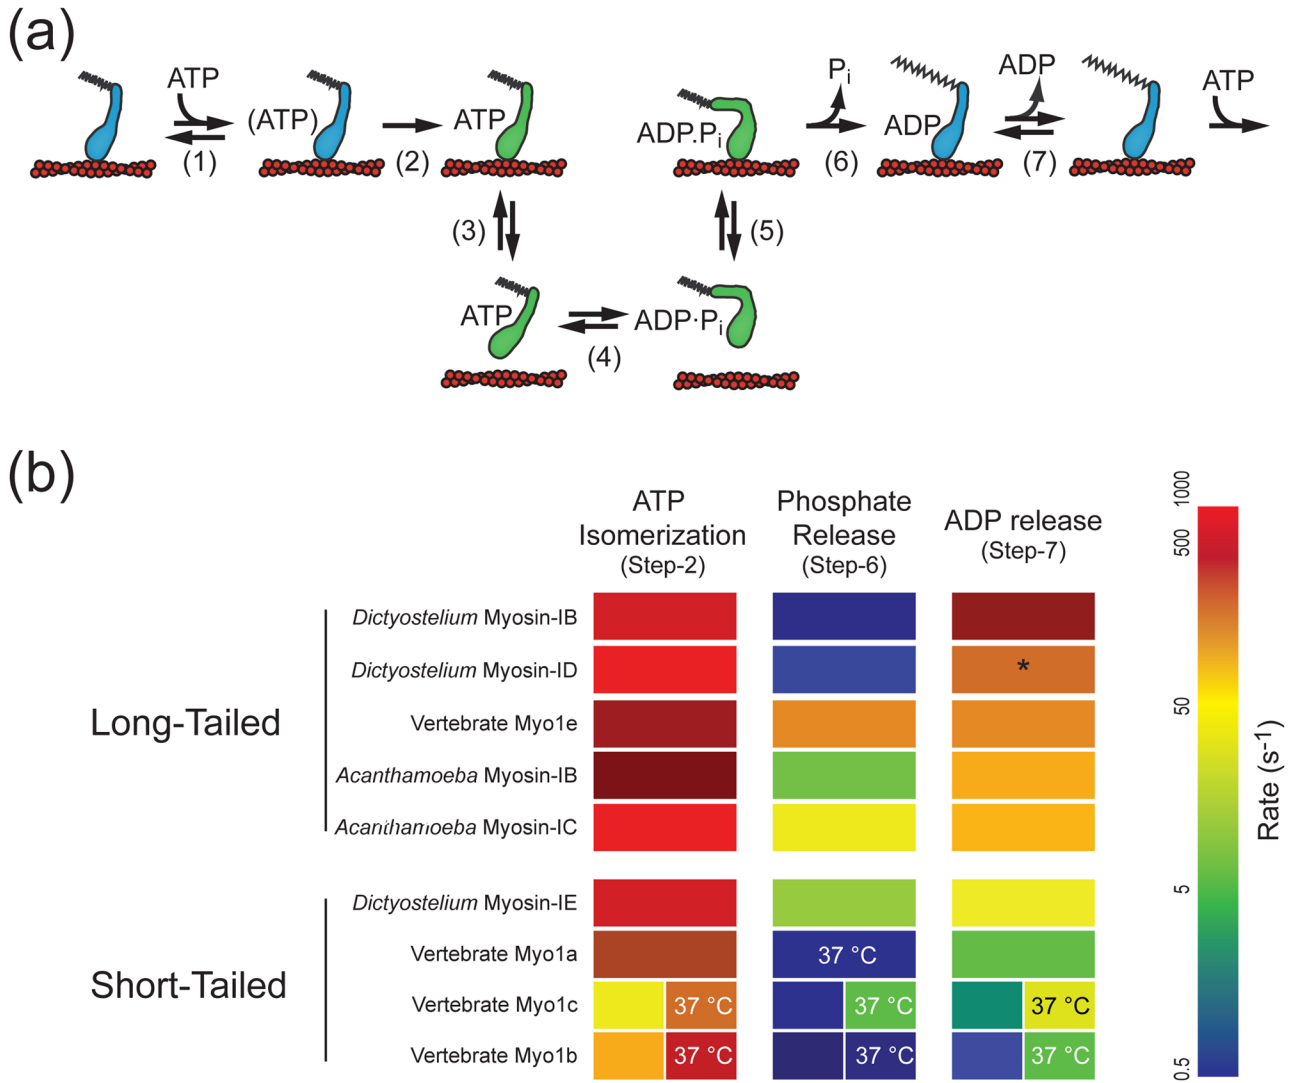 (a)
ATP
(1)
(ATP)
(2)
ATP
(3)
ATP
(4)
ADP·Pi
(5)
ADP.Pi
Pi
(6)
ADP
ADP
(7)
ATP
(b)
ATP
Isomerization
(Step-2)
Phosphate
Release
(Step-6)
ADP release
(Step-7)
Long-Tailed
Dictyostelium Myosin-IB
Dictyostelium Myosin-ID
*
Vertebrate Myo1e
Acanthamoeba Myosin-IB
Acanthamoeba Myosin-IC
Short-Tailed
Dictyostelium Myosin-IE
Vertebrate Myo1a
37 °C
Vertebrate Myo1c
37 °C
37 °C
37 °C
Vertebrate Myo1b
37 °C
37 °C
37 °C
1000
500
50
5
0.5
Rate (s-1)